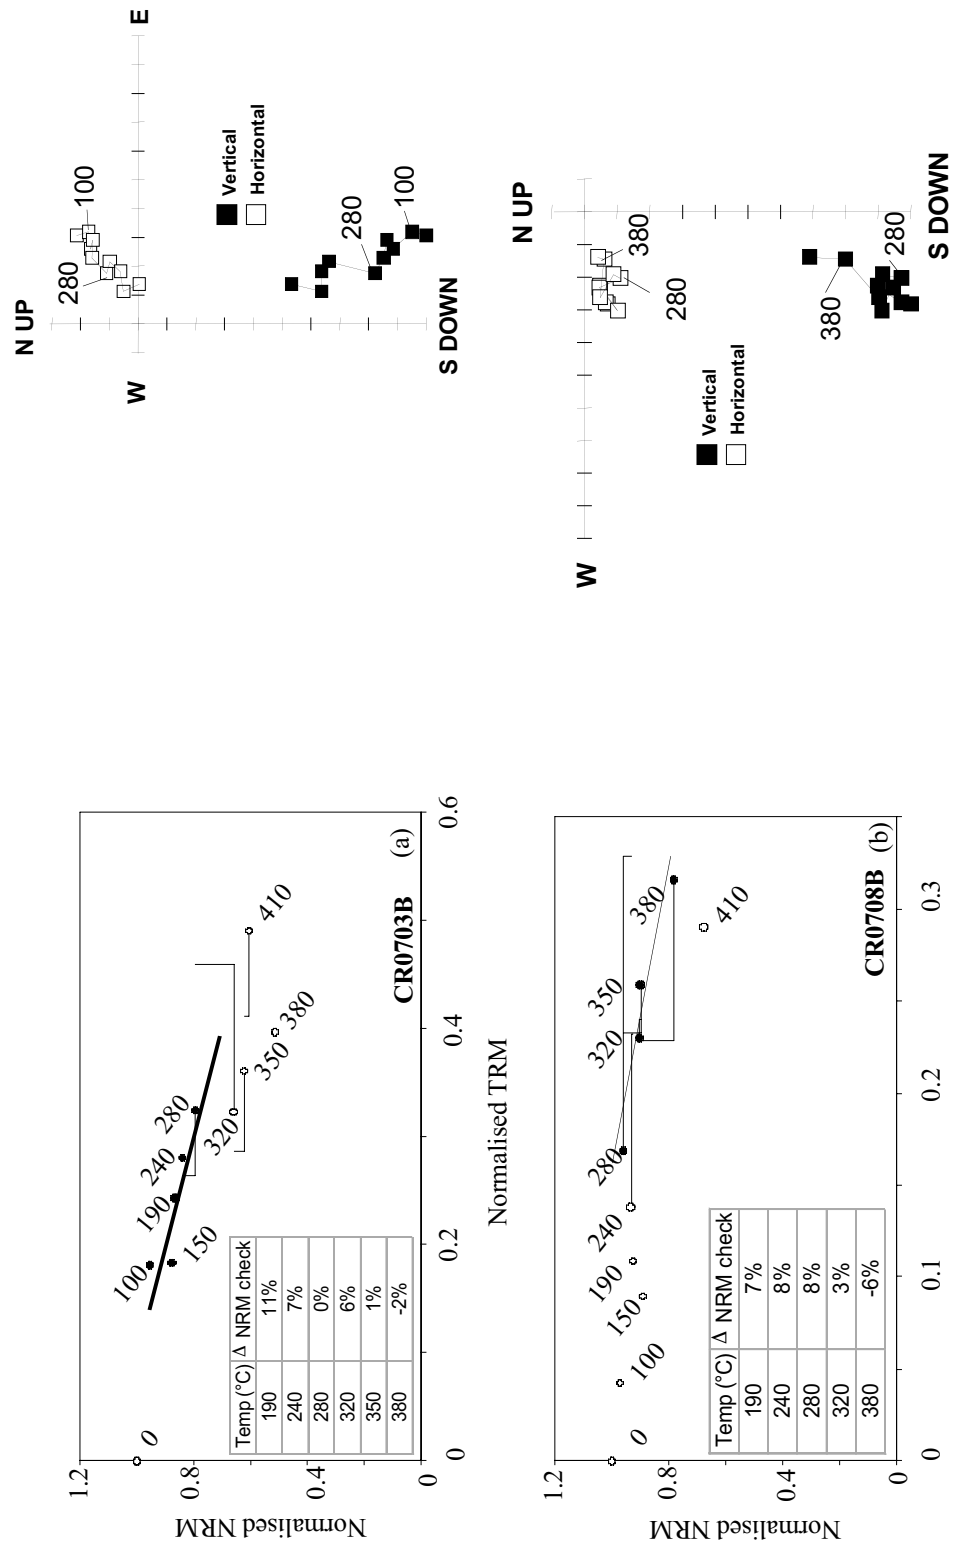 1.2
0.8
0.4
0
Normalised NRM
0
0.2
0.4
0.6
Normalised TRM
0
100
150
190
240
280
320
350
380
410
CR0703B
(a)
Temp (°C) Δ NRM check
190 11%
240 7%
280 0%
320 6%
350 1%
380 -2%
N UP
W
E
S DOWN
100
280
280
100
Vertical
Horizontal
1.2
0.8
0.4
0
Normalised NRM
0
0.1
0.2
0.3
0
100
150
190
240
280
320
350
380
410
CR0708B
(b)
Temp (°C) Δ NRM check
190 7%
240 8%
280 8%
320 3%
380 -6%
N UP
W
S DOWN
380
280
380
280
Vertical
Horizontal